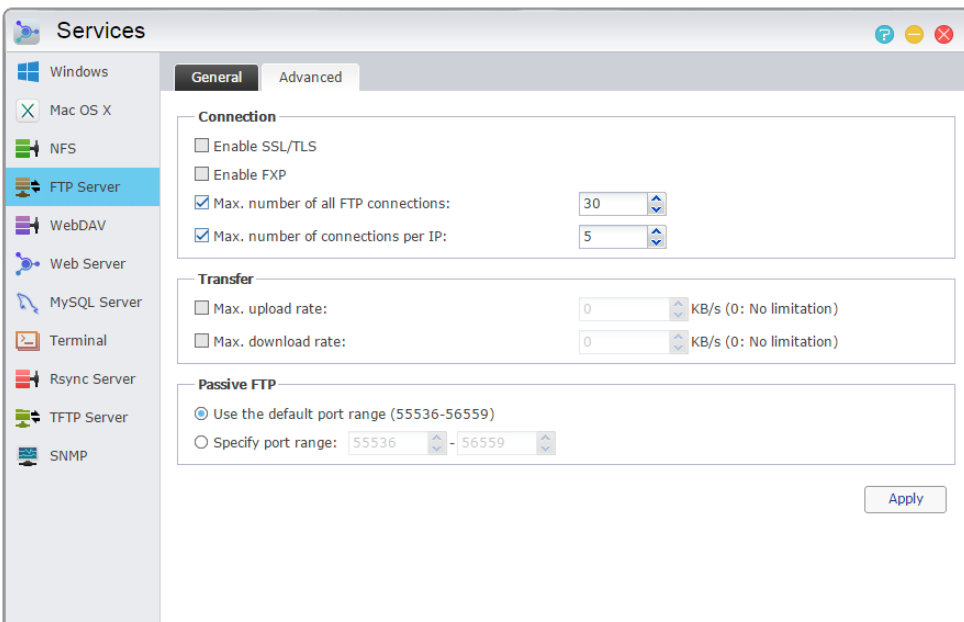 Services
Windows
Mac OS X
NFS
FTP Server
WebDAV
Web Server
MySQL Server
Terminal
Rsync Server
TFTP Server
SNMP
General Advanced
Connection
Enable SSL/TLS
Enable FXP
Max. number of all FTP connections: 30
Max. number of connections per IP: 5
Transfer
Max. upload rate: 0 KB/s (0: No limitation)
Max. download rate: 0 KB/s (0: No limitation)
Passive FTP
Use the default port range (55536-56559)
Specify port range: 55536 - 56559
Apply